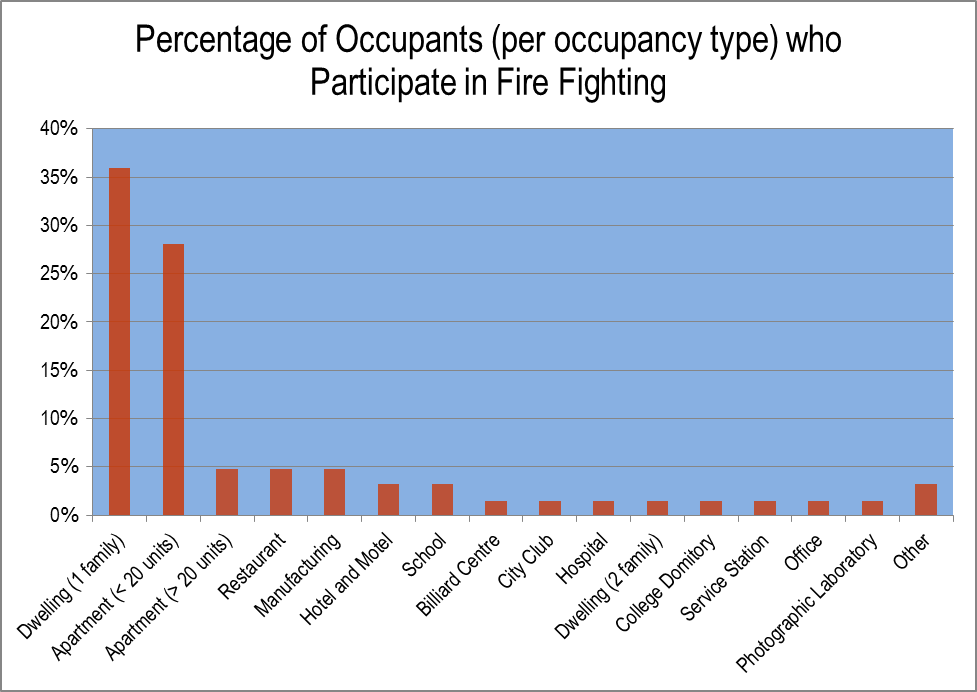 Percentage of Occupants (per occupancy type) who
Participate in Fire Fighting
40%
35%
30%
25%
20%
15%
10%
5%
0%
Dwelling (1 family)
Apartment (< 20 units)
Apartment (> 20 units)
Restaurant
Manufacturing
Hotel and Motel
School
Billiard Centre
City Club
Hospital
Dwelling (2 family)
College Domitory
Service Station
Office
Photographic Laboratory
Other